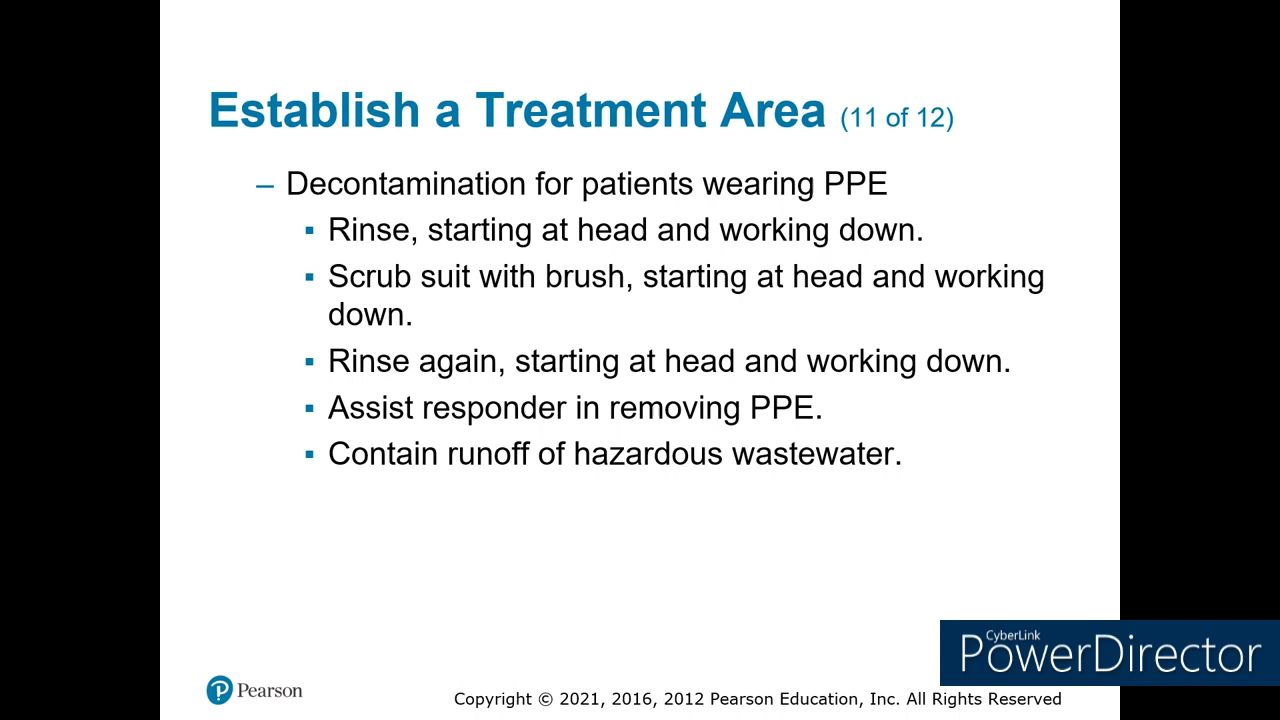 Establish a Treatment Area (11 of 12)
– Decontamination for patients wearing PPE
▪ Rinse, starting at head and working down.
▪ Scrub suit with brush, starting at head and working
down.
▪ Rinse again, starting at head and working down.
▪ Assist responder in removing PPE.
▪ Contain runoff of hazardous wastewater.
CyberLink
PowerDirector
Pearson
Copyright © 2021, 2016, 2012 Pearson Education, Inc. All Rights Reserved